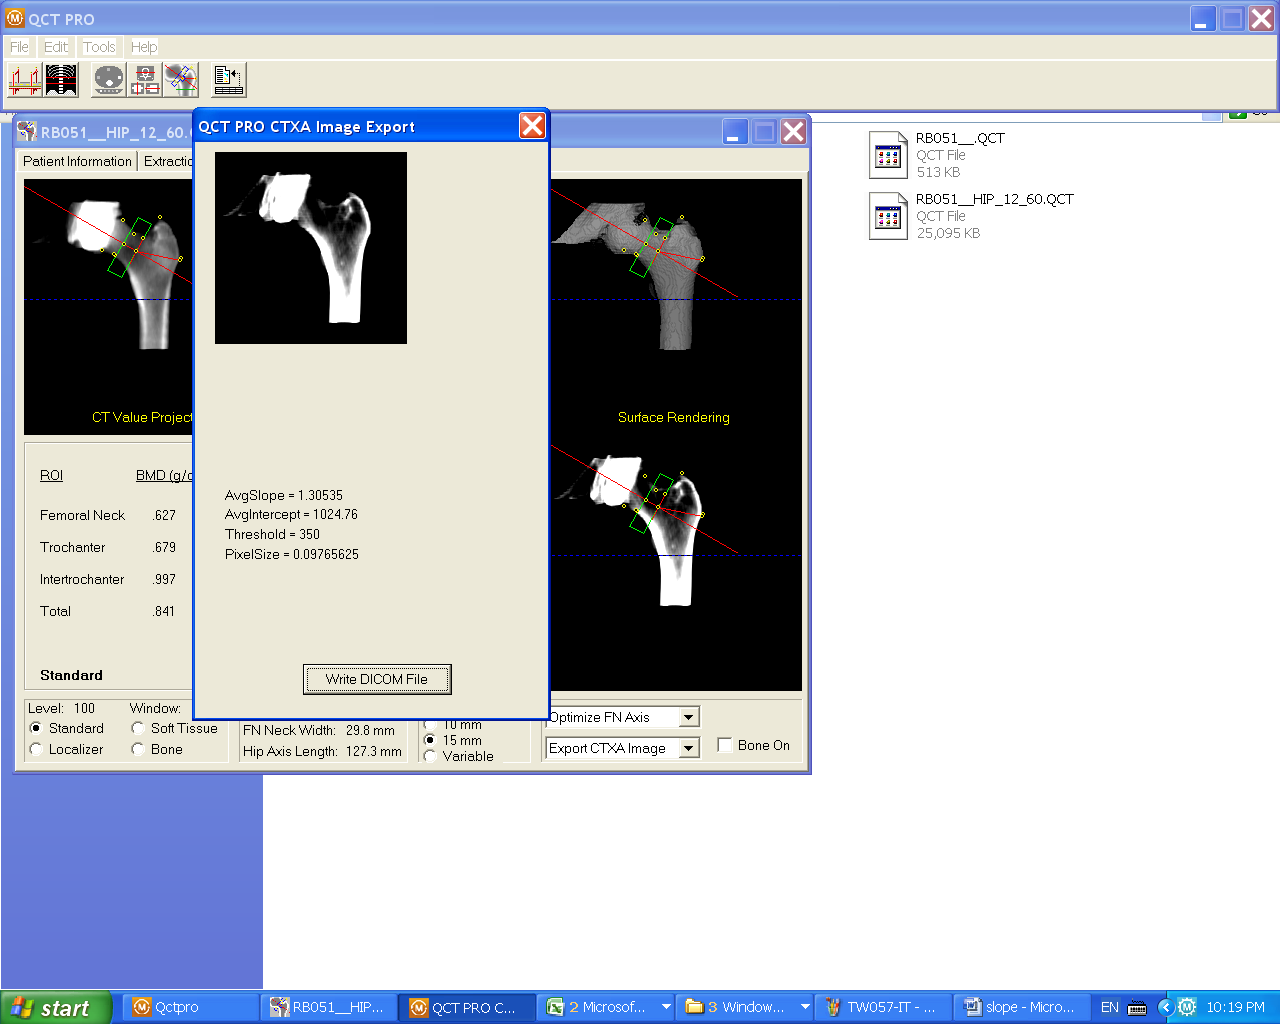 QCT PRO
File Edit Tools Help
RB051__HIP_12_60.
QCT PRO CTXA Image Export
Patient Information
CT Value Project
Surface Rendering
ROI BMD (g/c
Femoral Neck .627
Trochanter .679
Intertrochanter .997
Total .841
Standard
AvgSlope = 1.30535
AvgIntercept = 1024.76
Threshold = 350
PixelSize = 0.09765625
Write DICOM File
Level: 100 Window:
Standard Soft Tissue
Localizer Bone
FN Neck Width: 29.8 mm
Hip Axis Length: 127.3 mm
10 mm
15 mm
Variable
Optimize FN Axis
Export CTXA Image
Bone On
RB051__.QCT
QCT File
513 KB
RB051__HIP_12_60.QCT
QCT File
25,095 KB
start Qctpro RB051__HIP... QCT PRO C... 2 Microsof... 3 Window... TW057-IT - ... slope - Micro... EN 10:19 PM